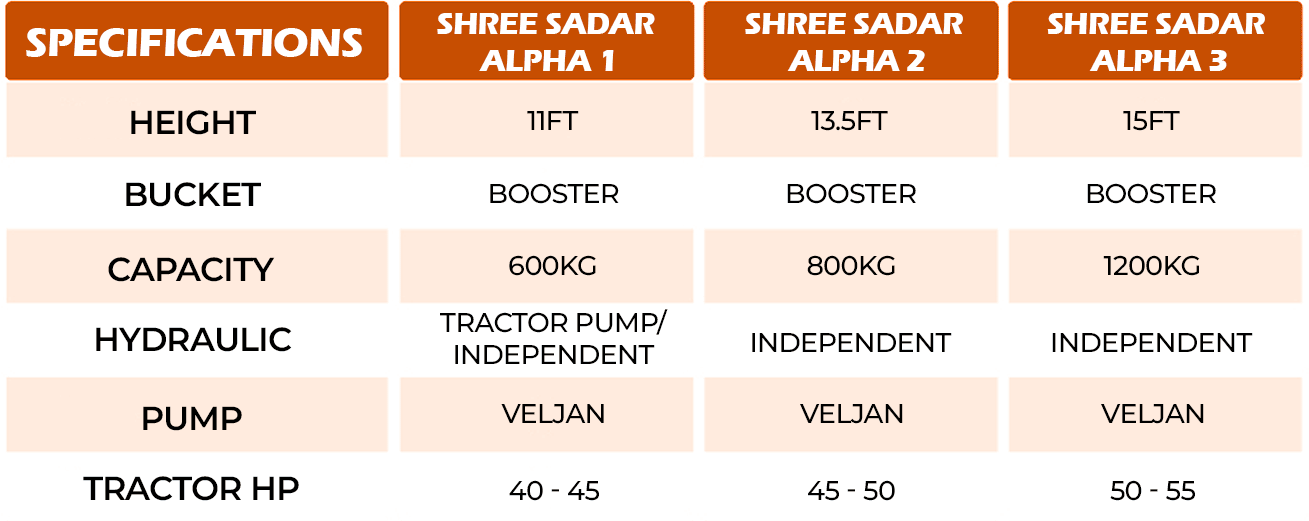 SPECIFICATIONS
SHREE SADAR
ALPHA 1
SHREE SADAR
ALPHA 2
SHREE SADAR
ALPHA 3
HEIGHT
11FT
13.5FT
15FT
BUCKET
BOOSTER
BOOSTER
BOOSTER
CAPACITY
600KG
800KG
1200KG
HYDRAULIC
TRACTOR PUMP/
INDEPENDENT
INDEPENDENT
INDEPENDENT
PUMP
VELJAN
VELJAN
VELJAN
TRACTOR HP
40 - 45
45 - 50
50 - 55